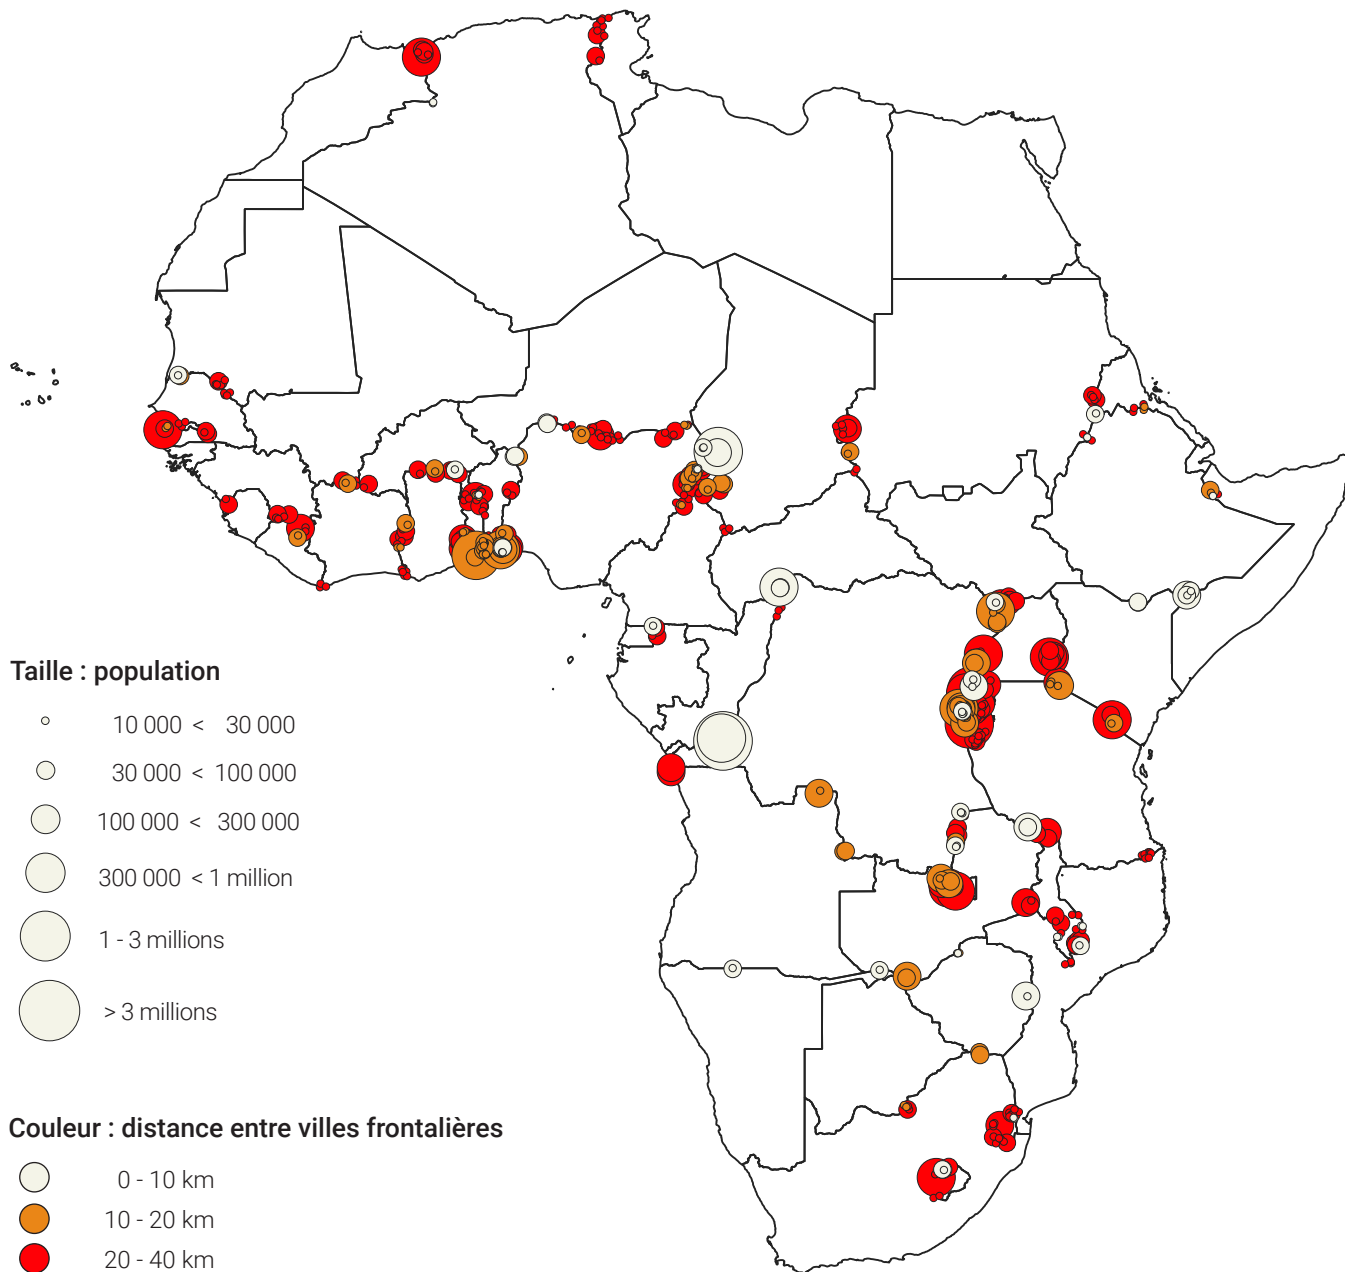 Taille : population
10 000 < 30 000
30 000 < 100 000
100 000 < 300 000
300 000 < 1 million
1 - 3 millions
> 3 millions
Couleur : distance entre villes frontalières
0 - 10 km
10 - 20 km
20 - 40 km